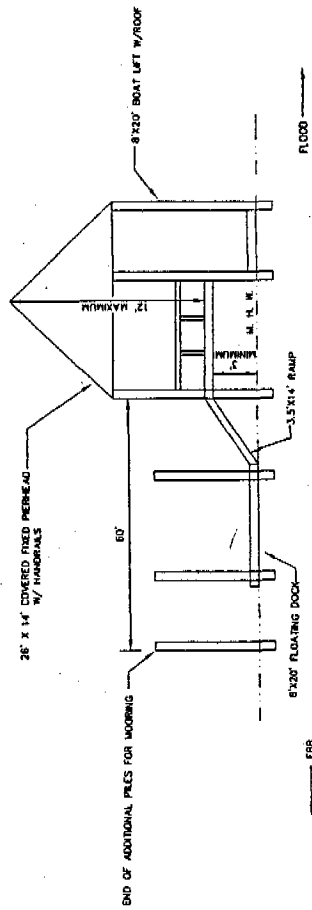 26' X 14' COVERED FIXED PIERHEAD
W/ HANDRAILS
8'X20' BOAT LIFT W/ROOF
12' MAXIMUM
60'
END OF ADDITIONAL PILES FOR MOORING
3' MINIMUM
M. H. W.
3.5'X14' RAMP
8'X20' FLOATING DOCK
FLOOD
EBB